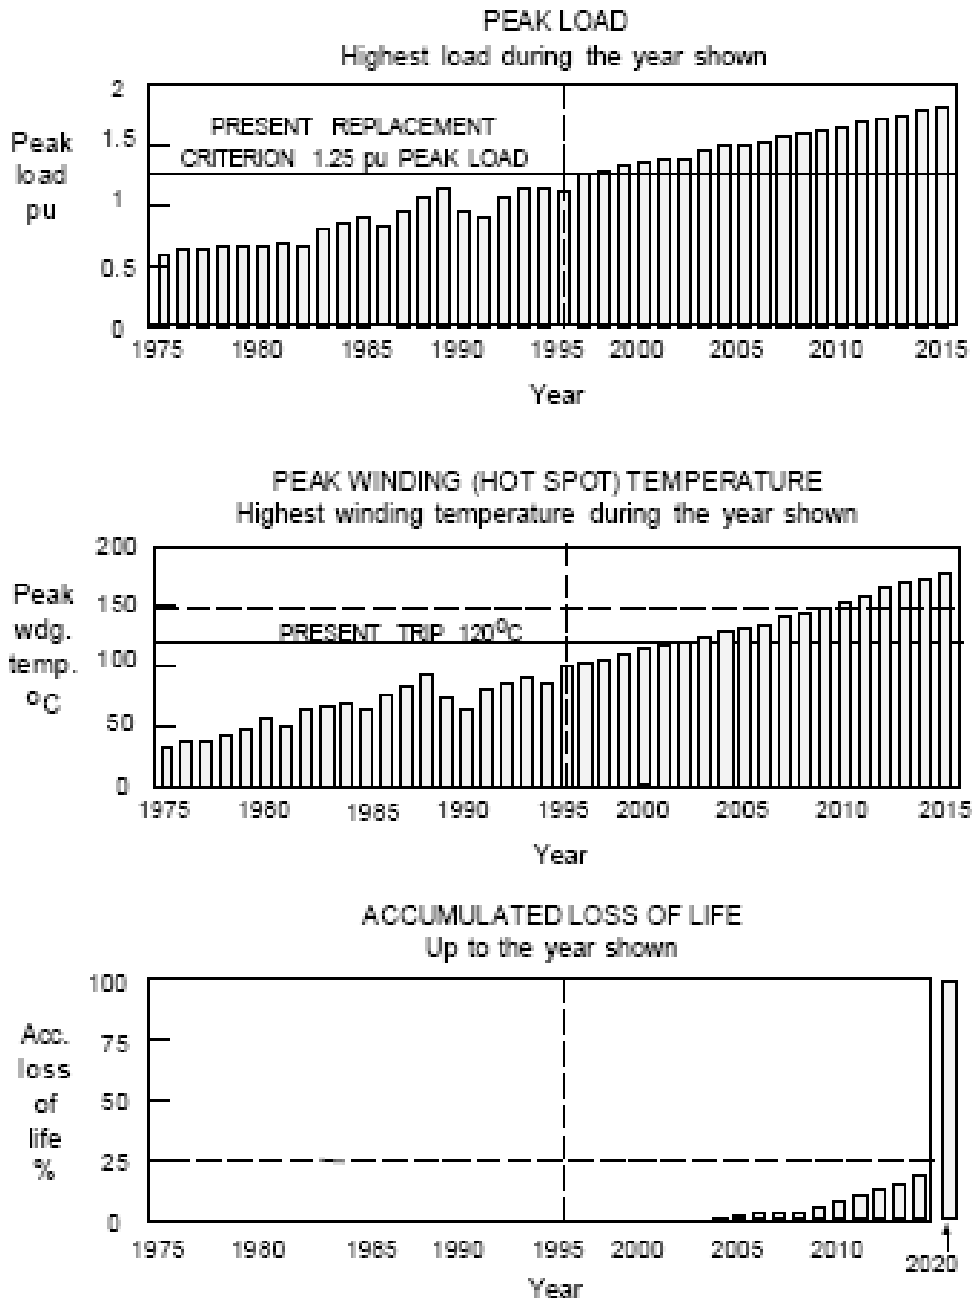 PEAK LOAD
Highest load during the year shown
2
1.5
1
0.5
0
Peak
load
pu
PRESENT REPLACEMENT
CRITERION 1.25 pu PEAK LOAD
1975 1980 1985 1990 1995 2000 2005 2010 2015
Year
PEAK WINDING (HOT SPOT) TEMPERATURE
Highest winding temperature during the year shown
200
150
100
50
0
Peak
wdg.
temp.
ºC
PRESENT TRIP 120ºC
1975 1980 1985 1990 1995 2000 2005 2010 2015
Year
ACCUMULATED LOSS OF LIFE
Up to the year shown
100
75
50
25
0
Acc.
loss
of
life
%
1975 1980 1985 1990 1995 2000 2005 2010
2020
Year